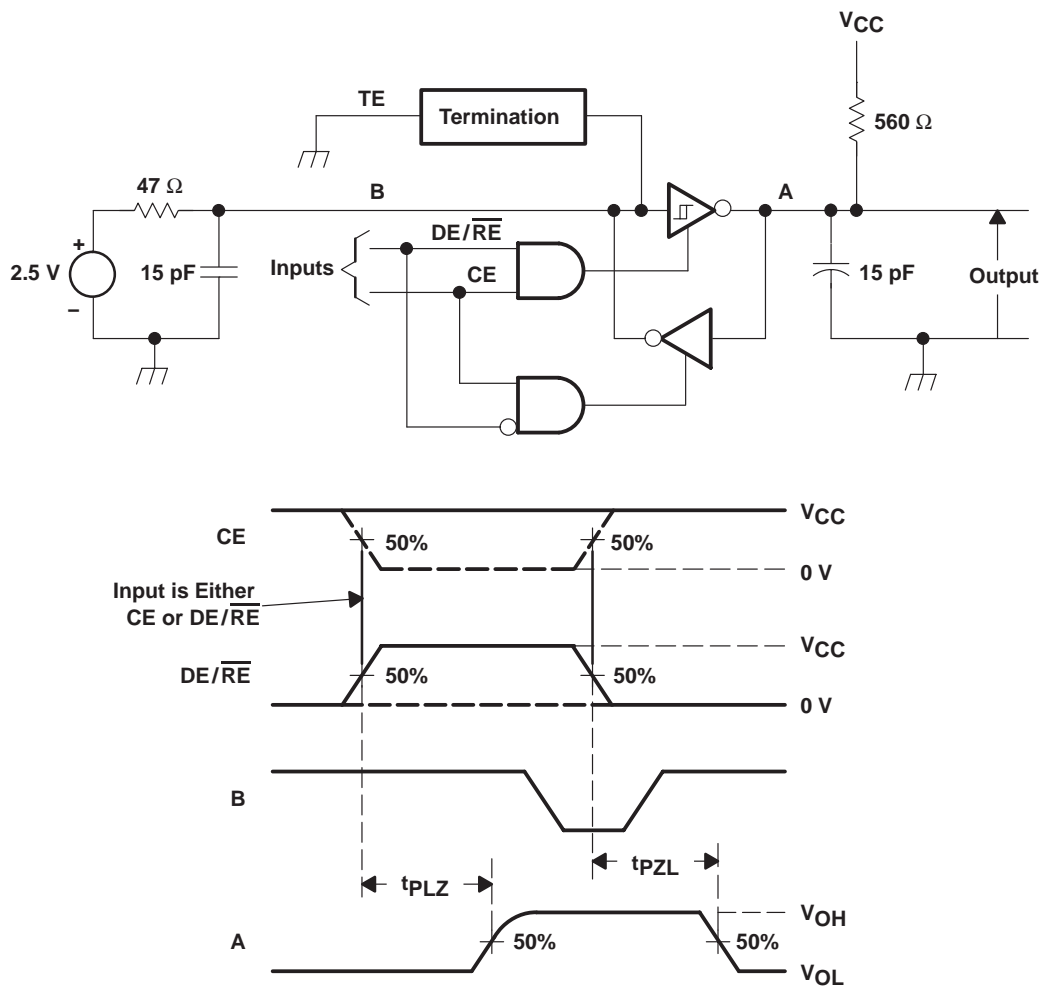 VCC
TE
Termination
560 Ω
47 Ω
B
A
DE/RE
+
2.5 V
−
15 pF
Inputs
CE
15 pF
Output
CE
50%
50%
VCC
0 V
Input is Either
CE or DE/RE
DE/RE
50%
50%
VCC
0 V
B
tPLZ
tPZL
A
50%
50%
VOH
VOL